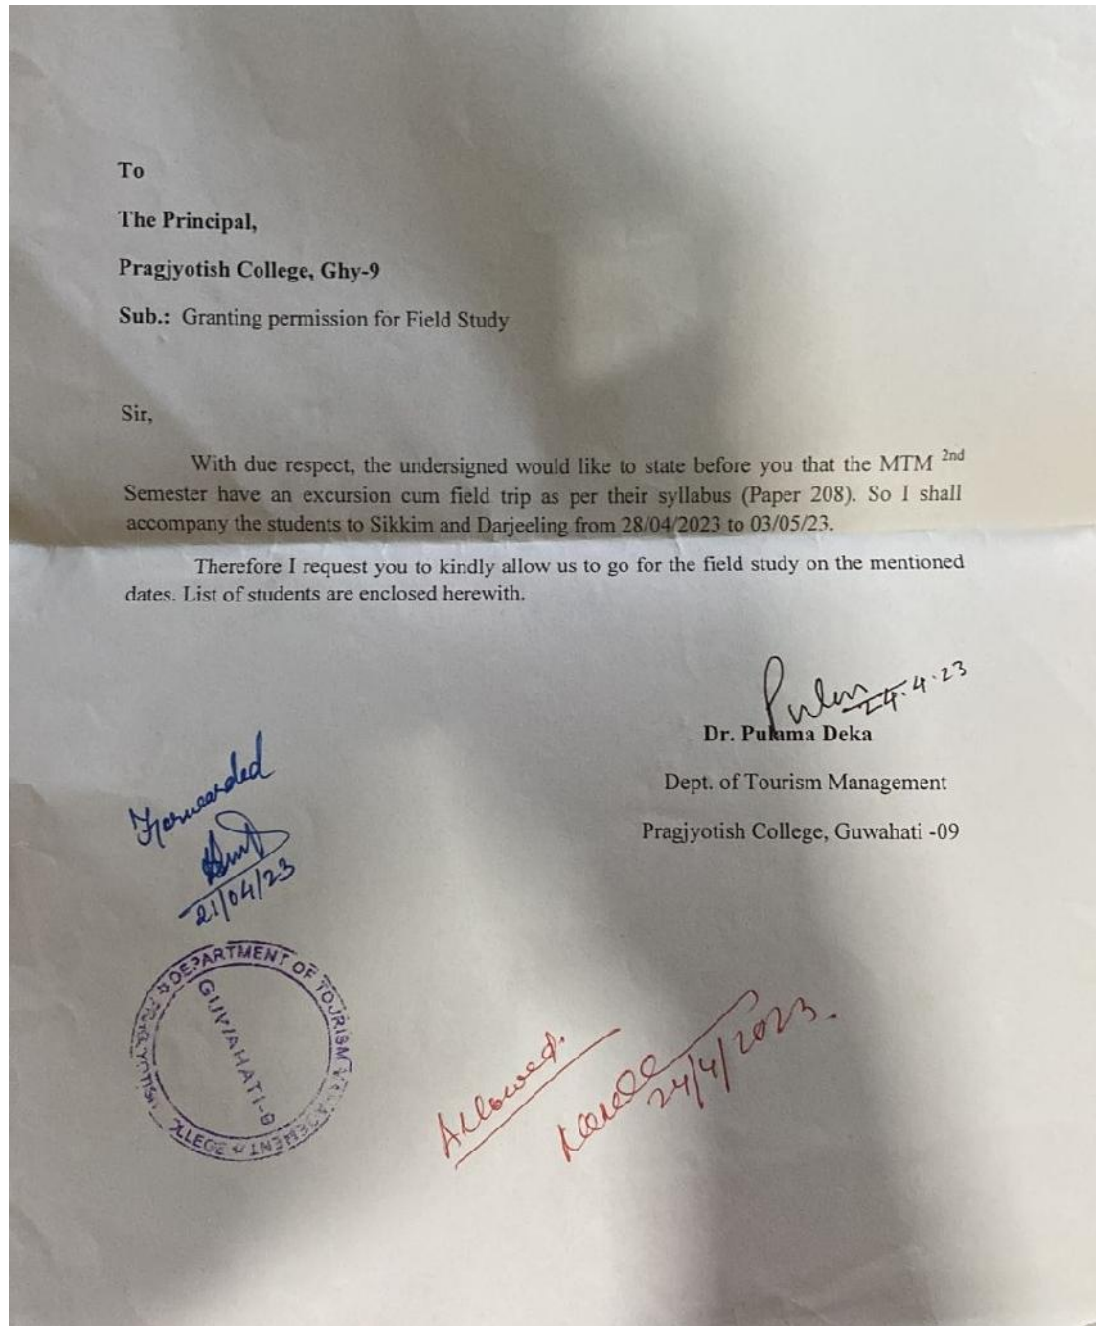 To
The Principal,
Pragjyotish College, Ghy-9
Sub.: Granting permission for Field Study
Sir,
With due respect, the undersigned would like to state before you that the MTM 2nd
Semester have an excursion cum field trip as per their syllabus (Paper 208). So I shall
accompany the students to Sikkim and Darjeeling from 28/04/2023 to 03/05/23.
Therefore I request you to kindly allow us to go for the field study on the mentioned
dates. List of students are enclosed herewith.
24.4.23
Dr. Pulama Deka
Dept. of Tourism Management
Pragjyotish College, Guwahati -09
Forwarded
21/04/23
DEPARTMENT OF TOURISM
GUWAHATI-9
Allowed.
24/4/2023.